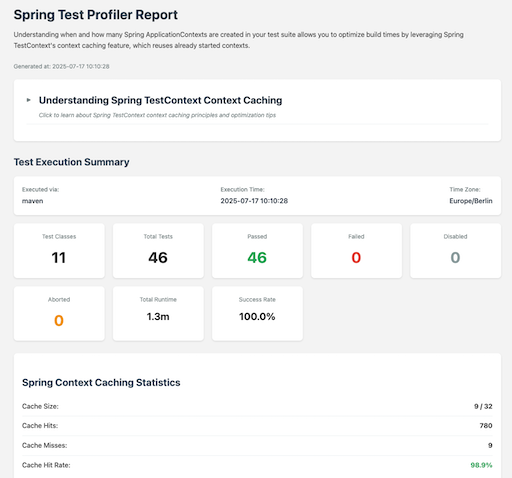 Spring Test Profiler Report
Understanding when and how many Spring ApplicationContexts are created in your test suite allows you to optimize build times by leveraging Spring
TestContext's context caching feature, which reuses already started contexts.
Generated at: 2025-07-17 10:10:28
Understanding Spring TestContext Context Caching
Click to learn about Spring TestContext context caching principles and optimization tips
Test Execution Summary
Executed via: Execution Time: Time Zone:
maven 2025-07-17 10:10:28 Europe/Berlin
Test Classes Total Tests Passed Failed Disabled
11 46 46 0 0
Aborted Total Runtime Success Rate
0 1.3m 100.0%
Spring Context Caching Statistics
Cache Size: 9 / 32
Cache Hits: 780
Cache Misses: 9
Cache Hit Rate: 98.9%